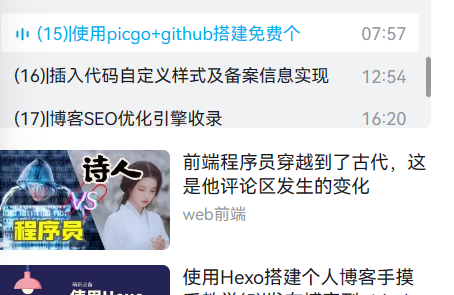 (15)|使用picgo+github搭建免费个 07:57
(16)|插入代码自定义样式及备案信息实现 12:54
(17)|博客SEO优化引擎收录 16:20
诗人
VS
程序员
前端程序员穿越到了古代，这
是他评论区发生的变化
web前端
使用Hexo搭建个人博客手摸